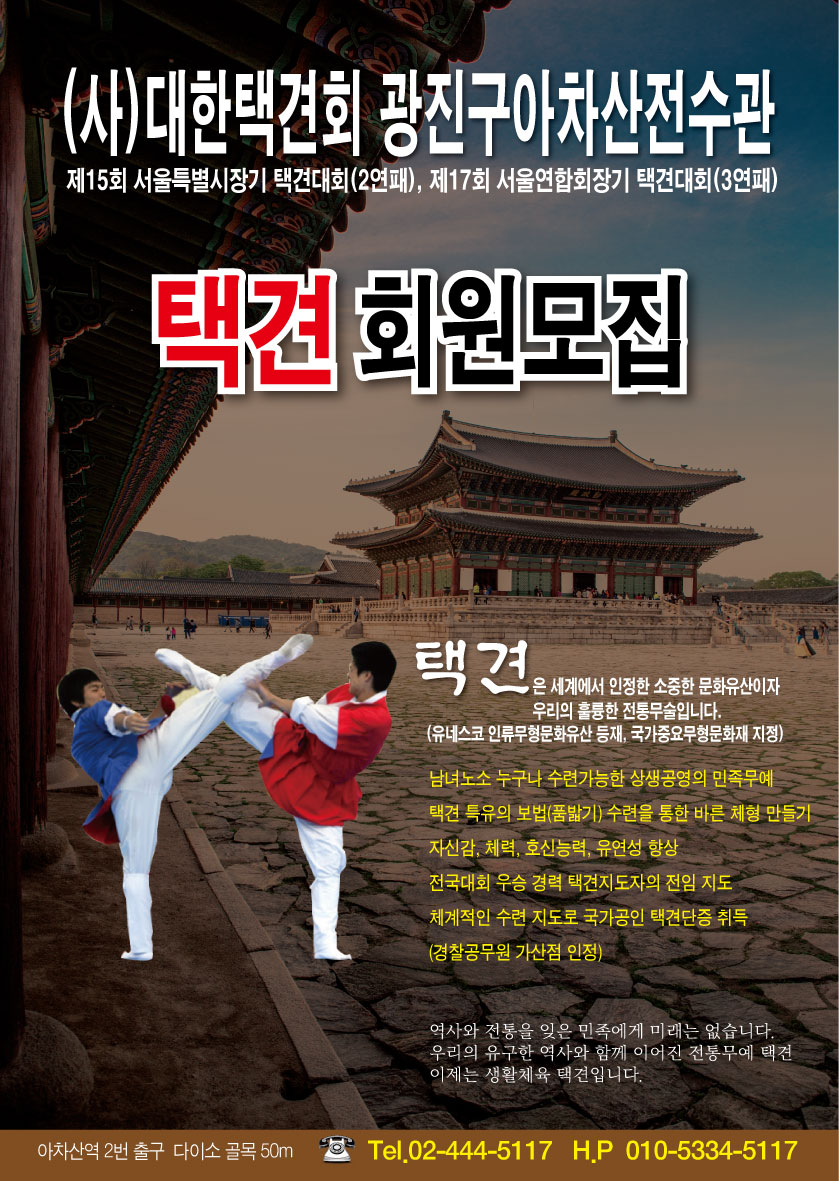 (사)대한택견회 광진구아차산전수관
제15회 서울특별시장기 택견대회(2연패), 제17회 서울연합회장기 택견대회(3연패)
택견 회원모집
택견은 세계에서 인정한 소중한 문화유산이자
우리의 훌륭한 전통무술입니다.
(유네스코 인류무형문화유산 등재, 국가중요무형문화재 지정)
남녀노소 누구나 수련가능한 상생공영의 민족무예
택견 특유의 보법(품밟기) 수련을 통한 바른 체형 만들기
자신감, 체력, 호신능력, 유연성 향상
전국대회 우승 경력 택견지도자의 전임 지도
체계적인 수련 지도로 국가공인 택견단증 취득
(경찰공무원 가산점 인정)
역사와 전통을 잊은 민족에게 미래는 없습니다.
우리의 유구한 역사와 함께 이어진 전통무예 택견
이제는 생활체육 택견입니다.
아차산역 2번 출구 다이소 골목 50m Tel.02-444-5117 H.P 010-5334-5117